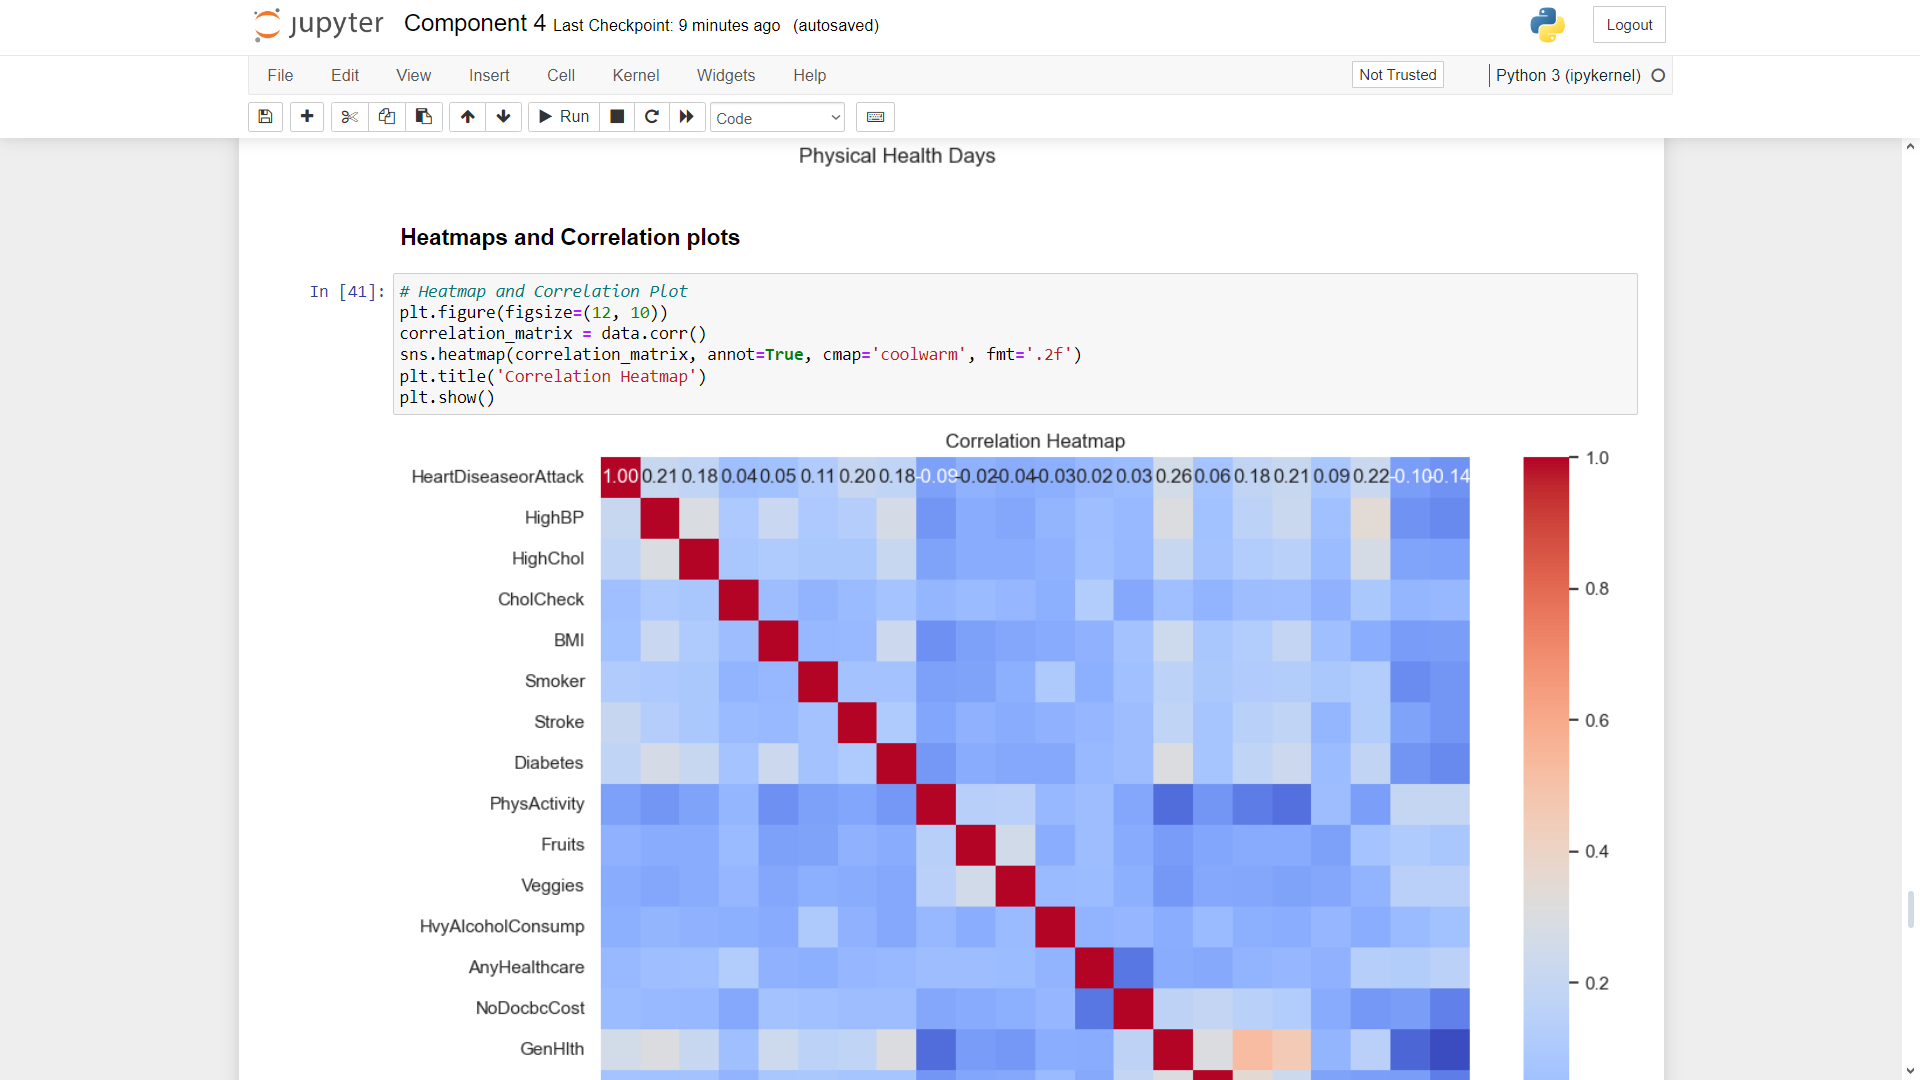 jupyter Component 4 Last Checkpoint: 9 minutes ago (autosaved) Logout
File Edit View Insert Cell Kernel Widgets Help Not Trusted Python 3 (ipykernel)
Run Code
Physical Health Days
Heatmaps and Correlation plots
In [41]: # Heatmap and Correlation Plot
plt.figure(figsize=(12, 10))
correlation_matrix = data.corr()
sns.heatmap(correlation_matrix, annot=True, cmap='coolwarm', fmt='.2f')
plt.title('Correlation Heatmap')
plt.show()
Correlation Heatmap
HeartDiseaseorAttack 1.00 0.21 0.18 0.04 0.05 0.11 0.20 0.18 -0.09 -0.02 -0.04 -0.03 0.02 0.03 0.26 0.06 0.18 0.21 0.09 0.22 -0.10 -0.14
HighBP
HighChol
CholCheck
BMI
Smoker
Stroke
Diabetes
PhysActivity
Fruits
Veggies
HvyAlcoholConsump
AnyHealthcare
NoDocbcCost
GenHlth
1.0
0.8
0.6
0.4
0.2